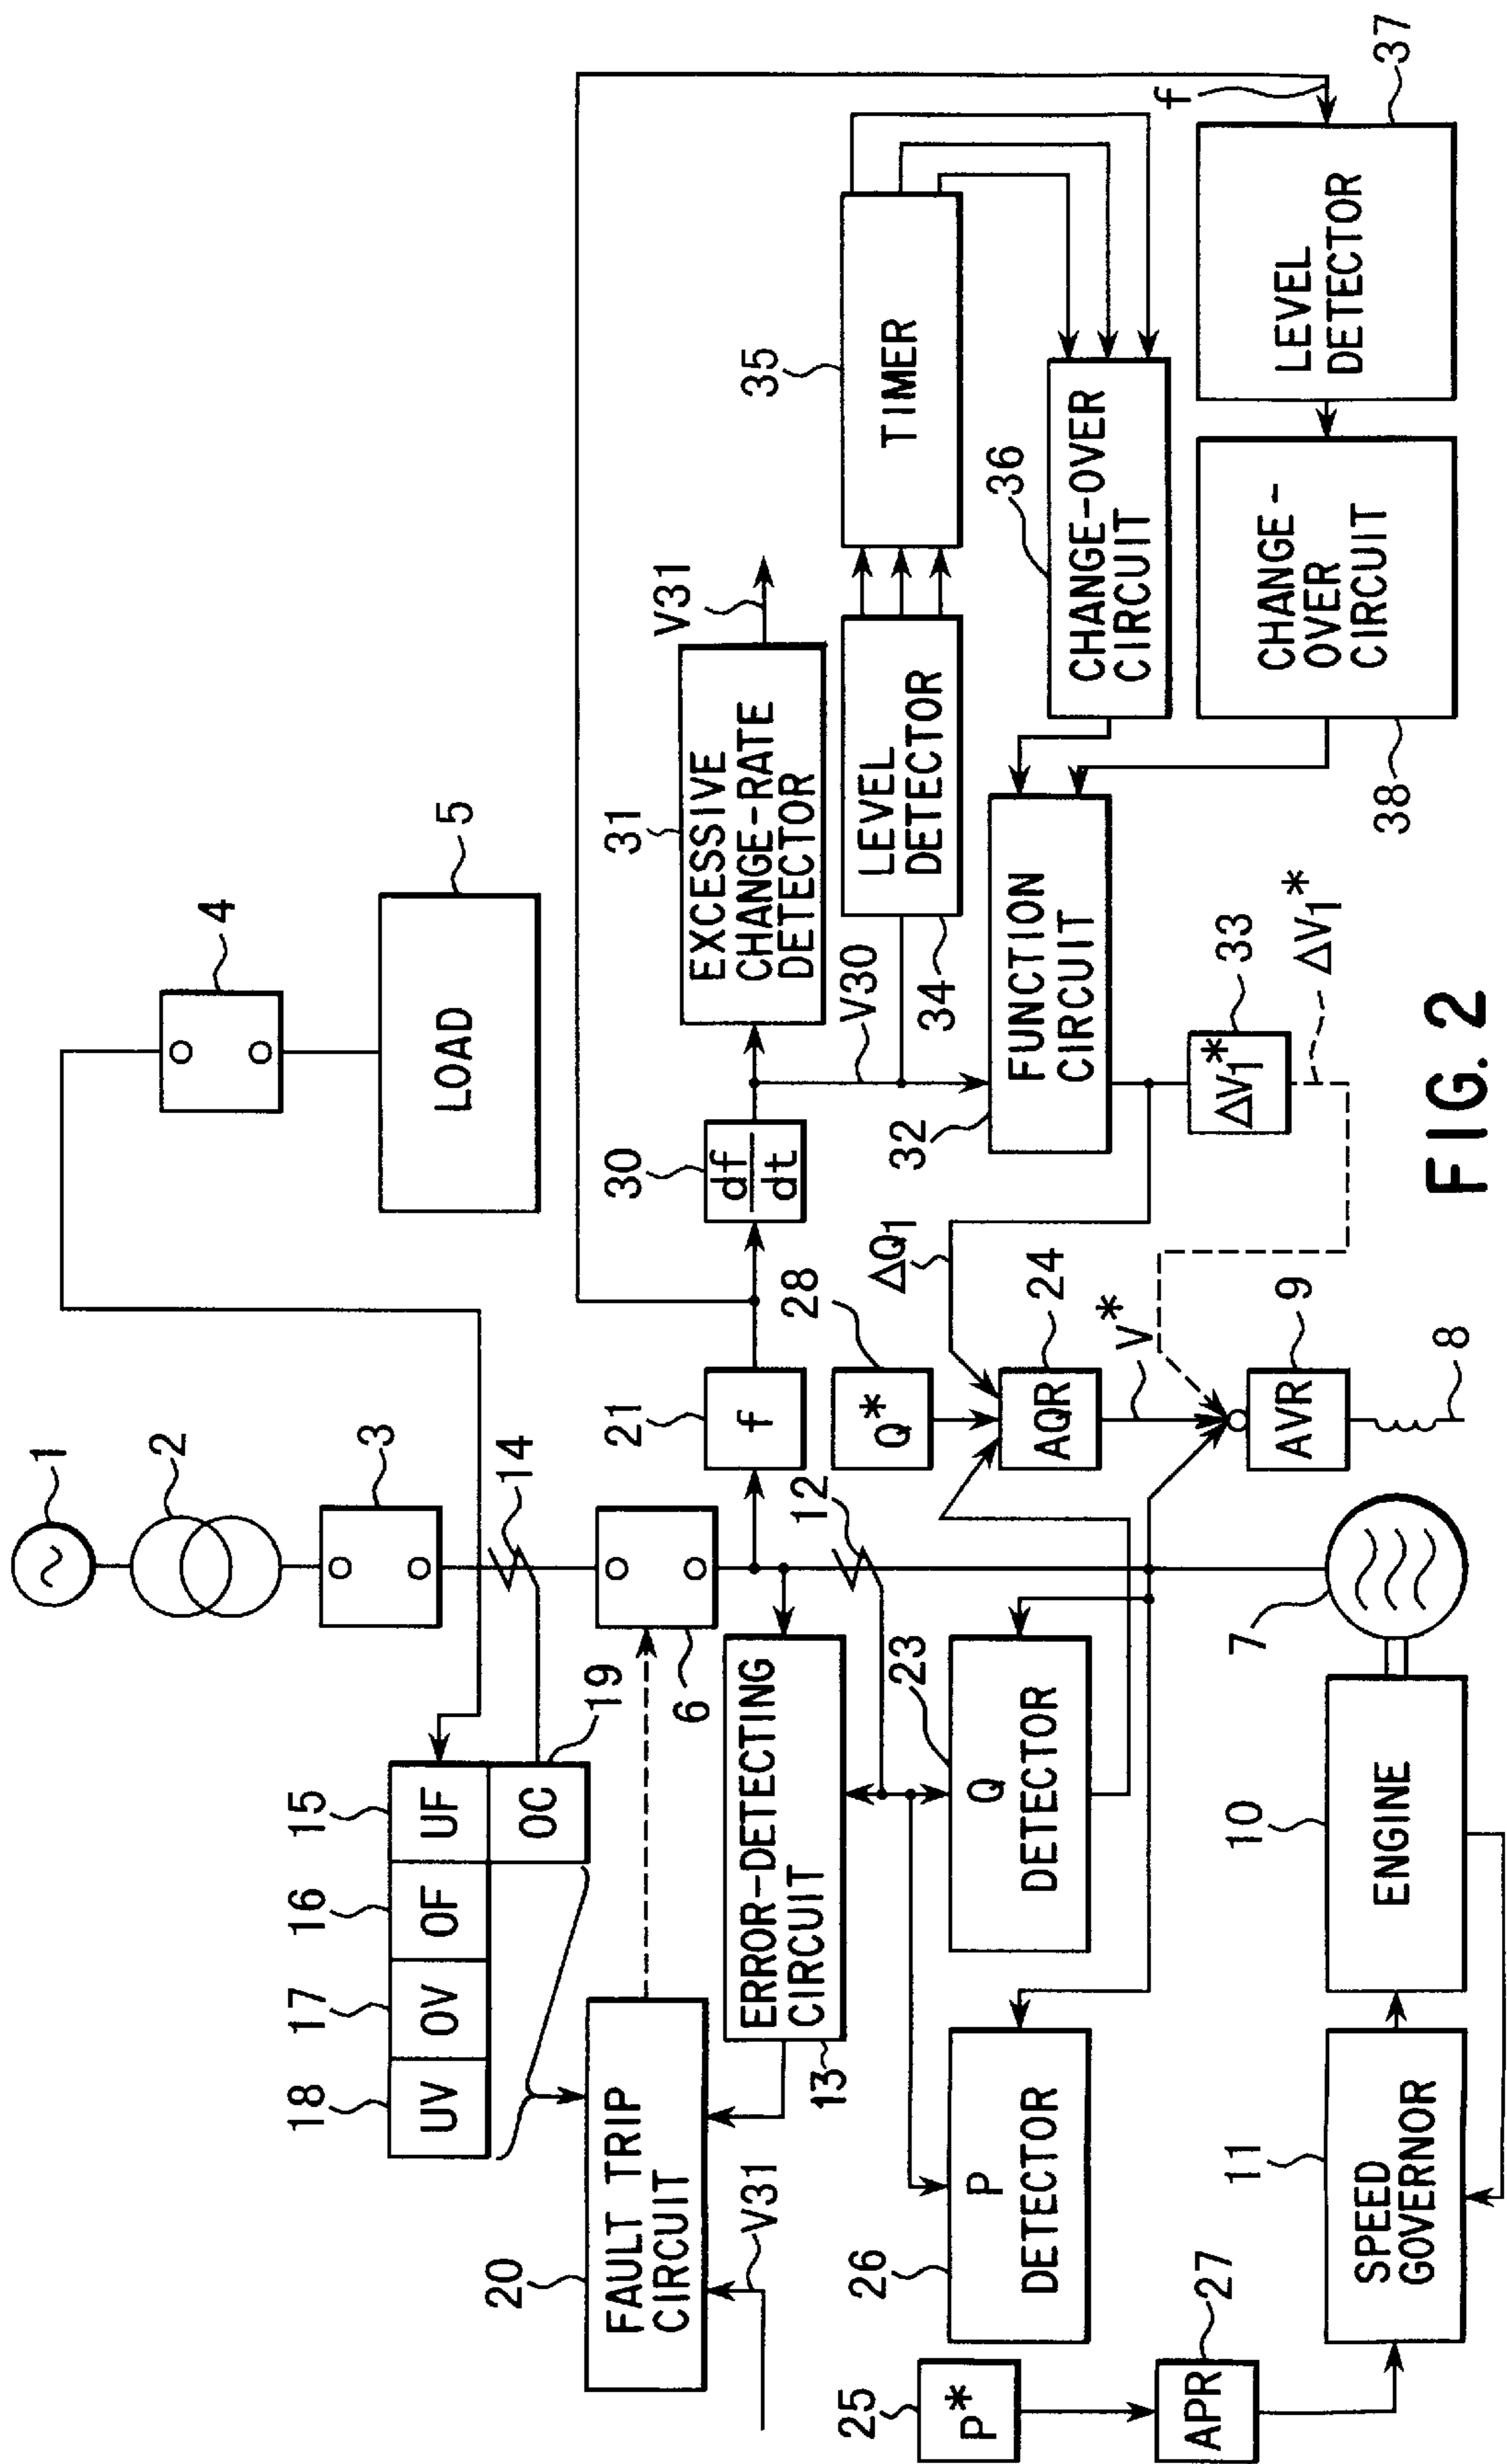 1
2
3
14
4
5
LOAD
15
16
17
18
UF
OF
OV
UV
OC
19
20
FAULT TRIP
CIRCUIT
V31
6
ERROR-DETECTING
CIRCUIT
13
12
21
f
30
df
dt
31
EXCESSIVE
CHANGE-RATE
DETECTOR
V31
V30
34
LEVEL
DETECTOR
35
TIMER
36
CHANGE-OVER
CIRCUIT
f
37
LEVEL
DETECTOR
38
CHANGE-
OVER
CIRCUIT
32
FUNCTION
CIRCUIT
33
ΔV1*
ΔV1*
ΔQ1
28
Q*
24
AQR
V*
9
AVR
8
23
Q
DETECTOR
26
P
DETECTOR
25
P*
27
APR
11
SPEED
GOVERNOR
10
ENGINE
7
FIG. 2